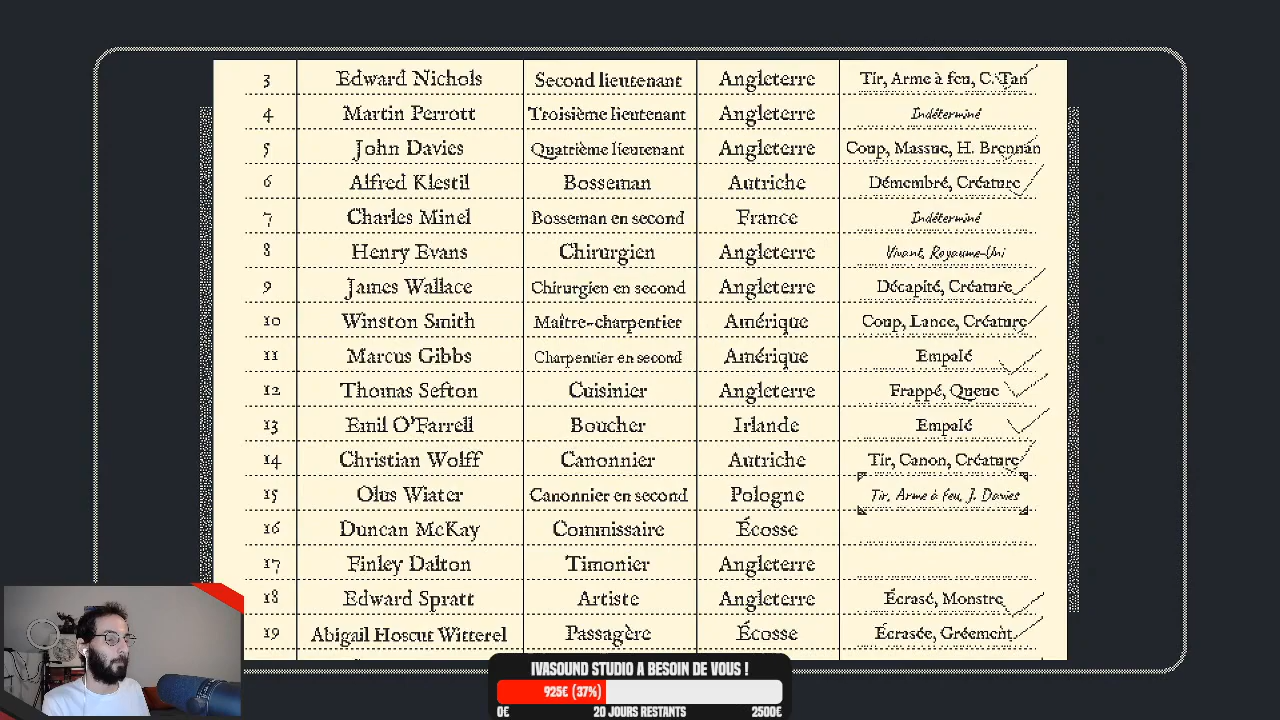 3 Edward Nichols Second lieutenant Angleterre Tir, Arme à feu, C. Tan
4 Martin Perrott Troisième lieutenant Angleterre Indéterminé
5 John Davies Quatrième lieutenant Angleterre Coup, Massue, H. Brennan
6 Alfred Klestil Bosseman Autriche Démembré, Créature
7 Charles Minel Bosseman en second France Indéterminé
8 Henry Evans Chirurgien Angleterre Vivant, Royaume-Uni
9 James Wallace Chirurgien en second Angleterre Décapité, Créature
10 Winston Smith Maître-charpentier Amérique Coup, Lance, Créature
11 Marcus Gibbs Charpentier en second Amérique Empalé
12 Thomas Sefton Cuisinier Angleterre Frappé, Queue
13 Emil O'Farrell Boucher Irlande Empalé
14 Christian Wolff Canonnier Autriche Tir, Canon, Créature
15 Olus Wiater Canonnier en second Pologne Tir, Arme à feu, J. Davies
16 Duncan McKay Commissaire Écosse
17 Finley Dalton Timonier Angleterre
18 Edward Spratt Artiste Angleterre Écrasé, Monstre
19 Abigail Hoscut Witterel Passagère Écosse Écrasée, Gréement
IVASOUND STUDIO A BESOIN DE VOUS !
925€ (37%)
0€ 20 JOURS RESTANTS 2500€